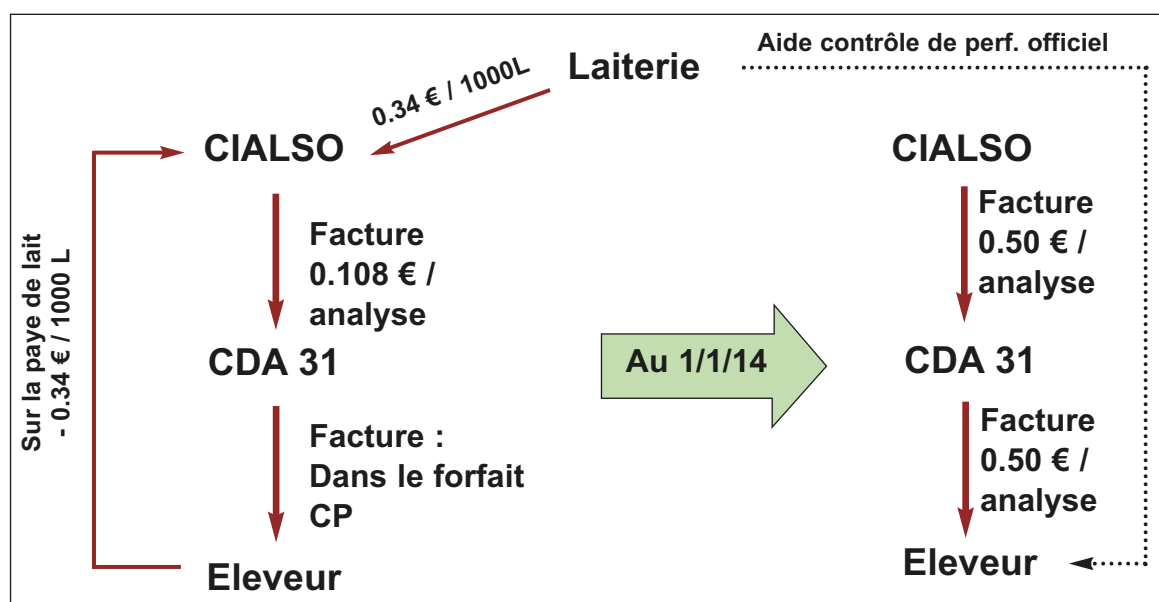 Aide contrôle de perf. officiel
Laiterie
0.34 € / 1000L
CIALSO
Facture
0.108 € /
analyse
CDA 31
Facture :
Dans le forfait
CP
Eleveur
Sur la paye de lait
- 0.34 € / 1000 L
Au 1/1/14
CIALSO
Facture
0.50 € /
analyse
CDA 31
Facture
0.50 € /
analyse
Eleveur